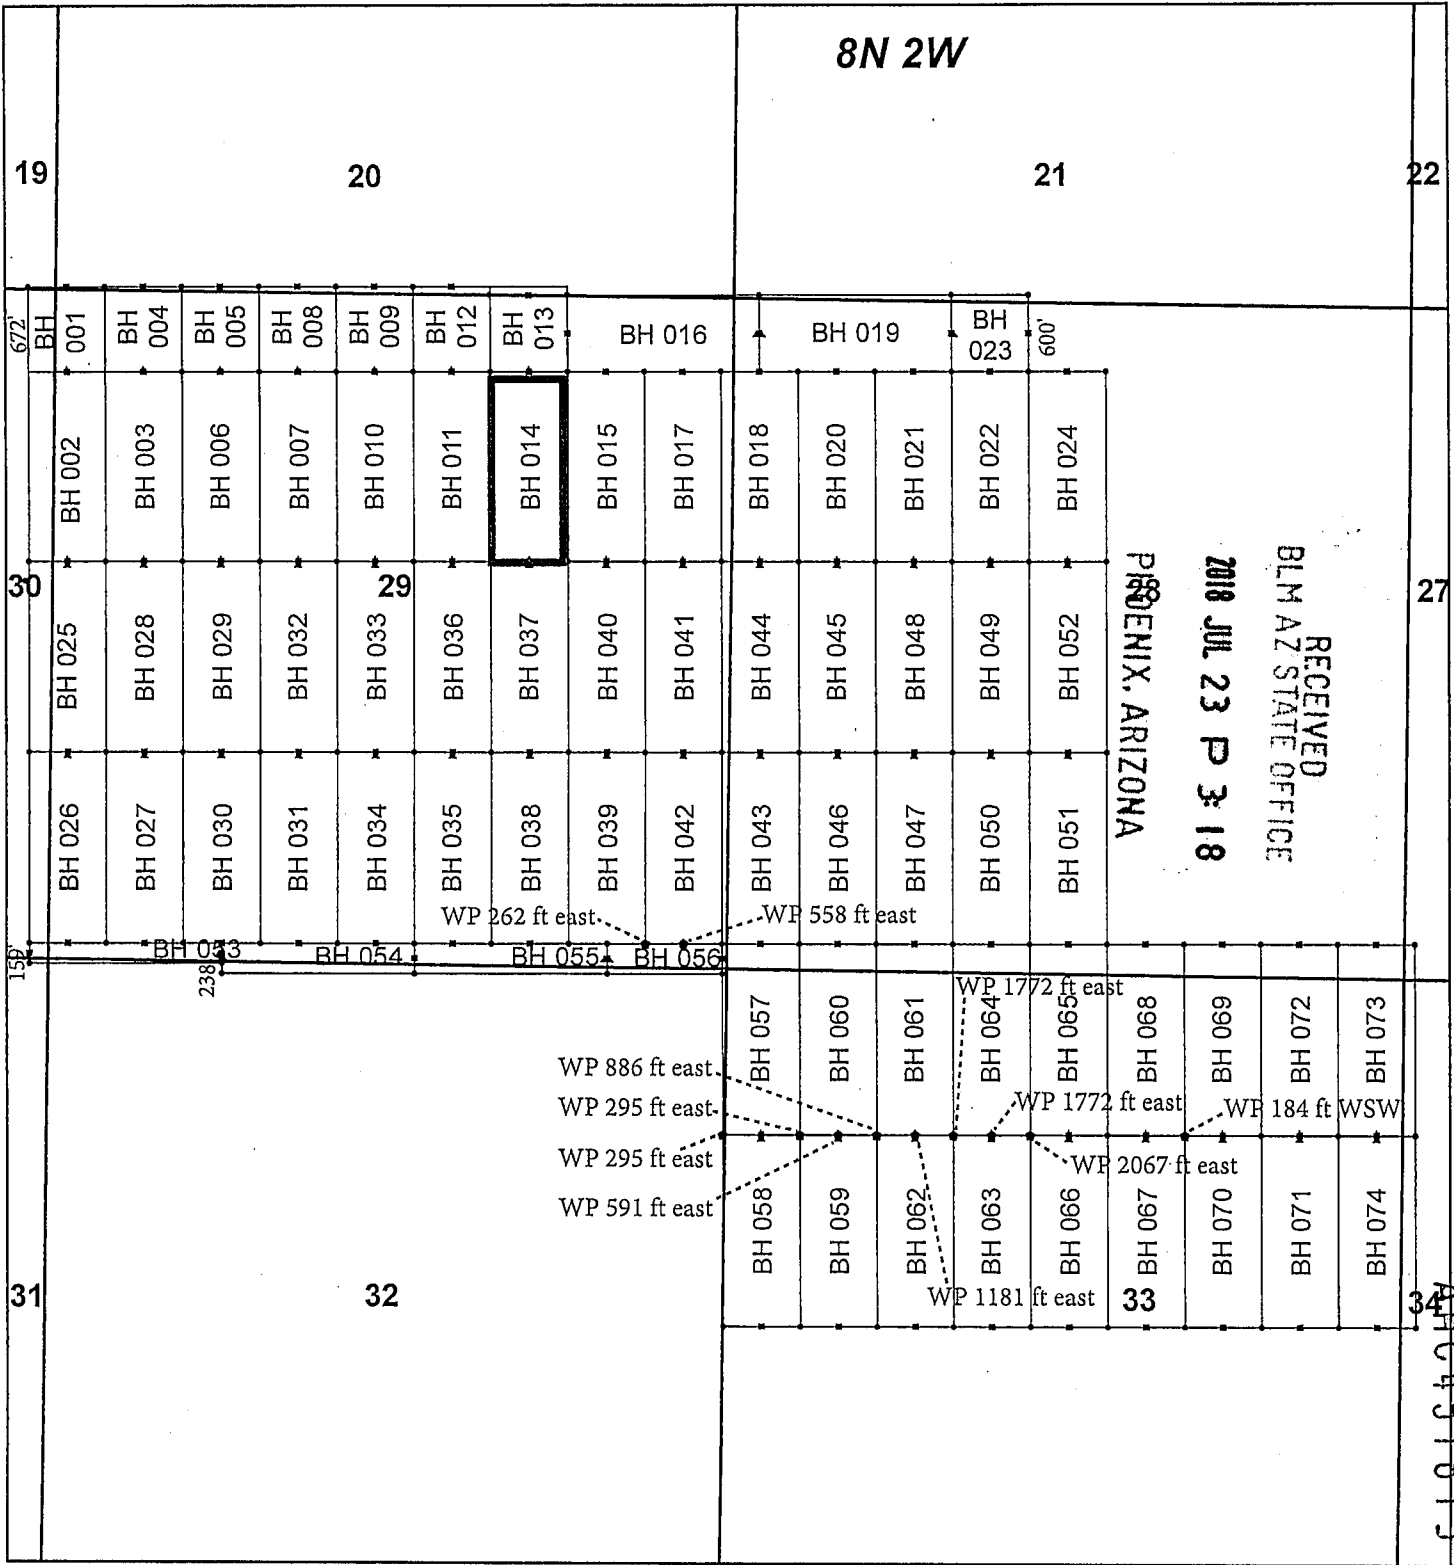 8N 2W
19
20
21
22
672'
BH 001
BH 004
BH 005
BH 008
BH 009
BH 012
BH 013
BH 016
BH 019
BH 023
600'
BH 002
BH 003
BH 006
BH 007
BH 010
BH 011
BH 014
BH 015
BH 017
BH 018
BH 020
BH 021
BH 022
BH 024
30
29
28
27
RECEIVED
BLM AZ STATE OFFICE
2018 JUL 23 P 3:18
PHOENIX, ARIZONA
BH 025
BH 028
BH 029
BH 032
BH 033
BH 036
BH 037
BH 040
BH 041
BH 044
BH 045
BH 048
BH 049
BH 052
BH 026
BH 027
BH 030
BH 031
BH 034
BH 035
BH 038
BH 039
BH 042
BH 043
BH 046
BH 047
BH 050
BH 051
WP 262 ft east
WP 558 ft east
159'
BH 053
BH 054
BH 055
BH 056
238'
WP 1772 ft east
BH 057
BH 060
BH 061
BH 064
BH 065
BH 068
BH 069
BH 072
BH 073
WP 886 ft east
WP 295 ft east
WP 1772 ft east
WP 184 ft WSW
WP 295 ft east
WP 2067 ft east
WP 591 ft east
BH 058
BH 059
BH 062
BH 063
BH 066
BH 067
BH 070
BH 071
BH 074
WP 1181 ft east
31
32
33
34